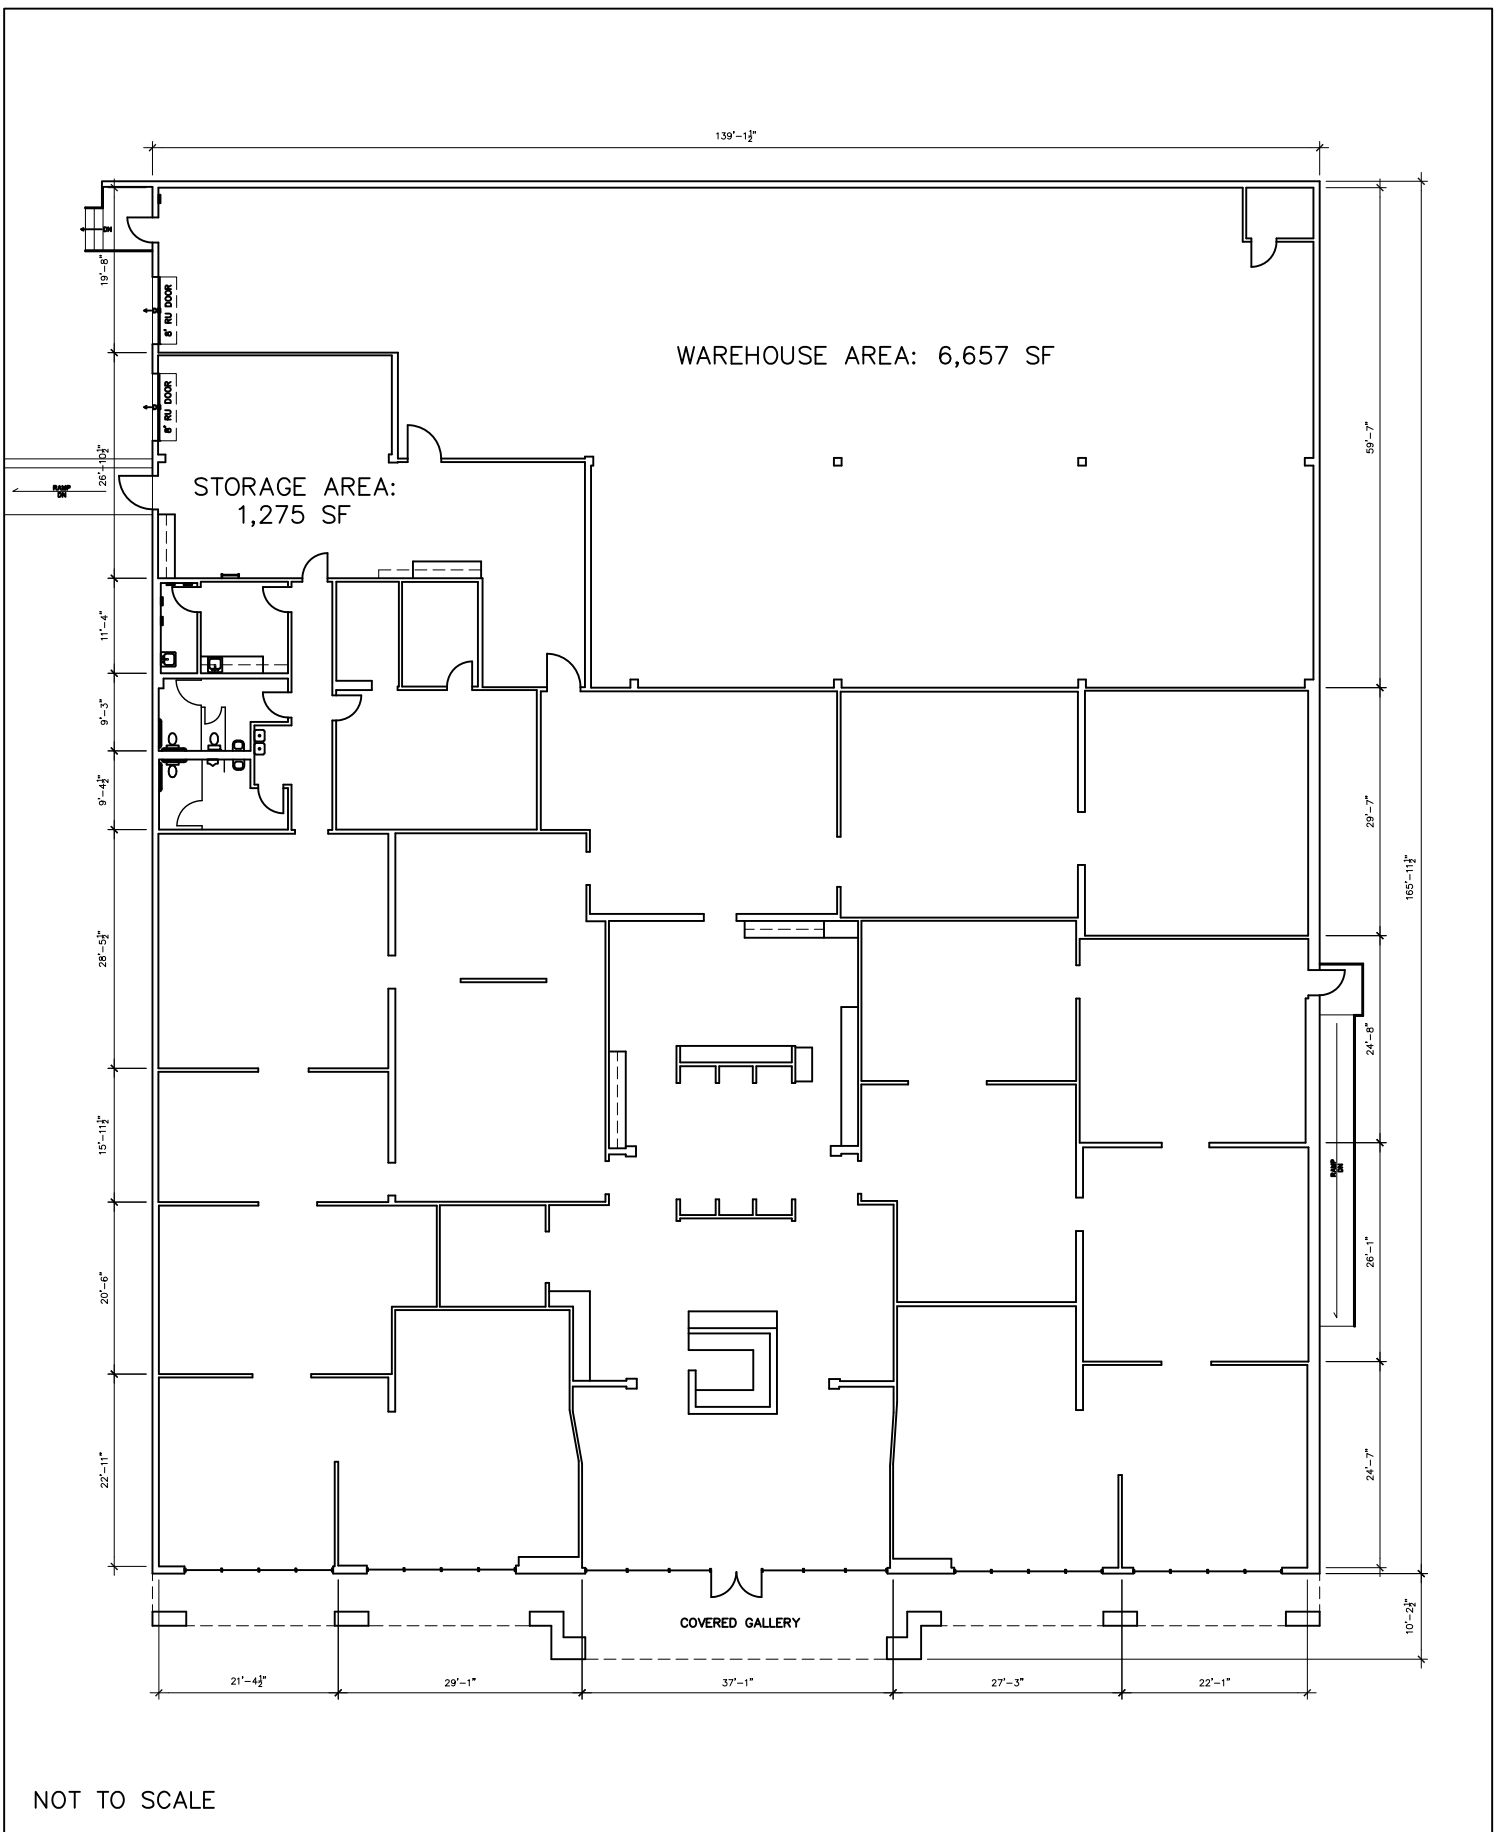 139'-1½"
DN
19'-8"
8' RU DOOR
DN
WAREHOUSE AREA: 6,657 SF
8' RU DOOR
DN
59'-7"
26'-10½"
RAMP
DN
STORAGE AREA:
1,275 SF
11'-4"
9'-3"
9'-4½"
29'-7"
165'-11½"
28'-5½"
24'-8"
15'-11½"
RAMP
DN
26'-1"
20'-6"
22'-11"
24'-7"
COVERED GALLERY
10'-2½"
21'-4½"
29'-1"
37'-1"
27'-3"
22'-1"
NOT TO SCALE